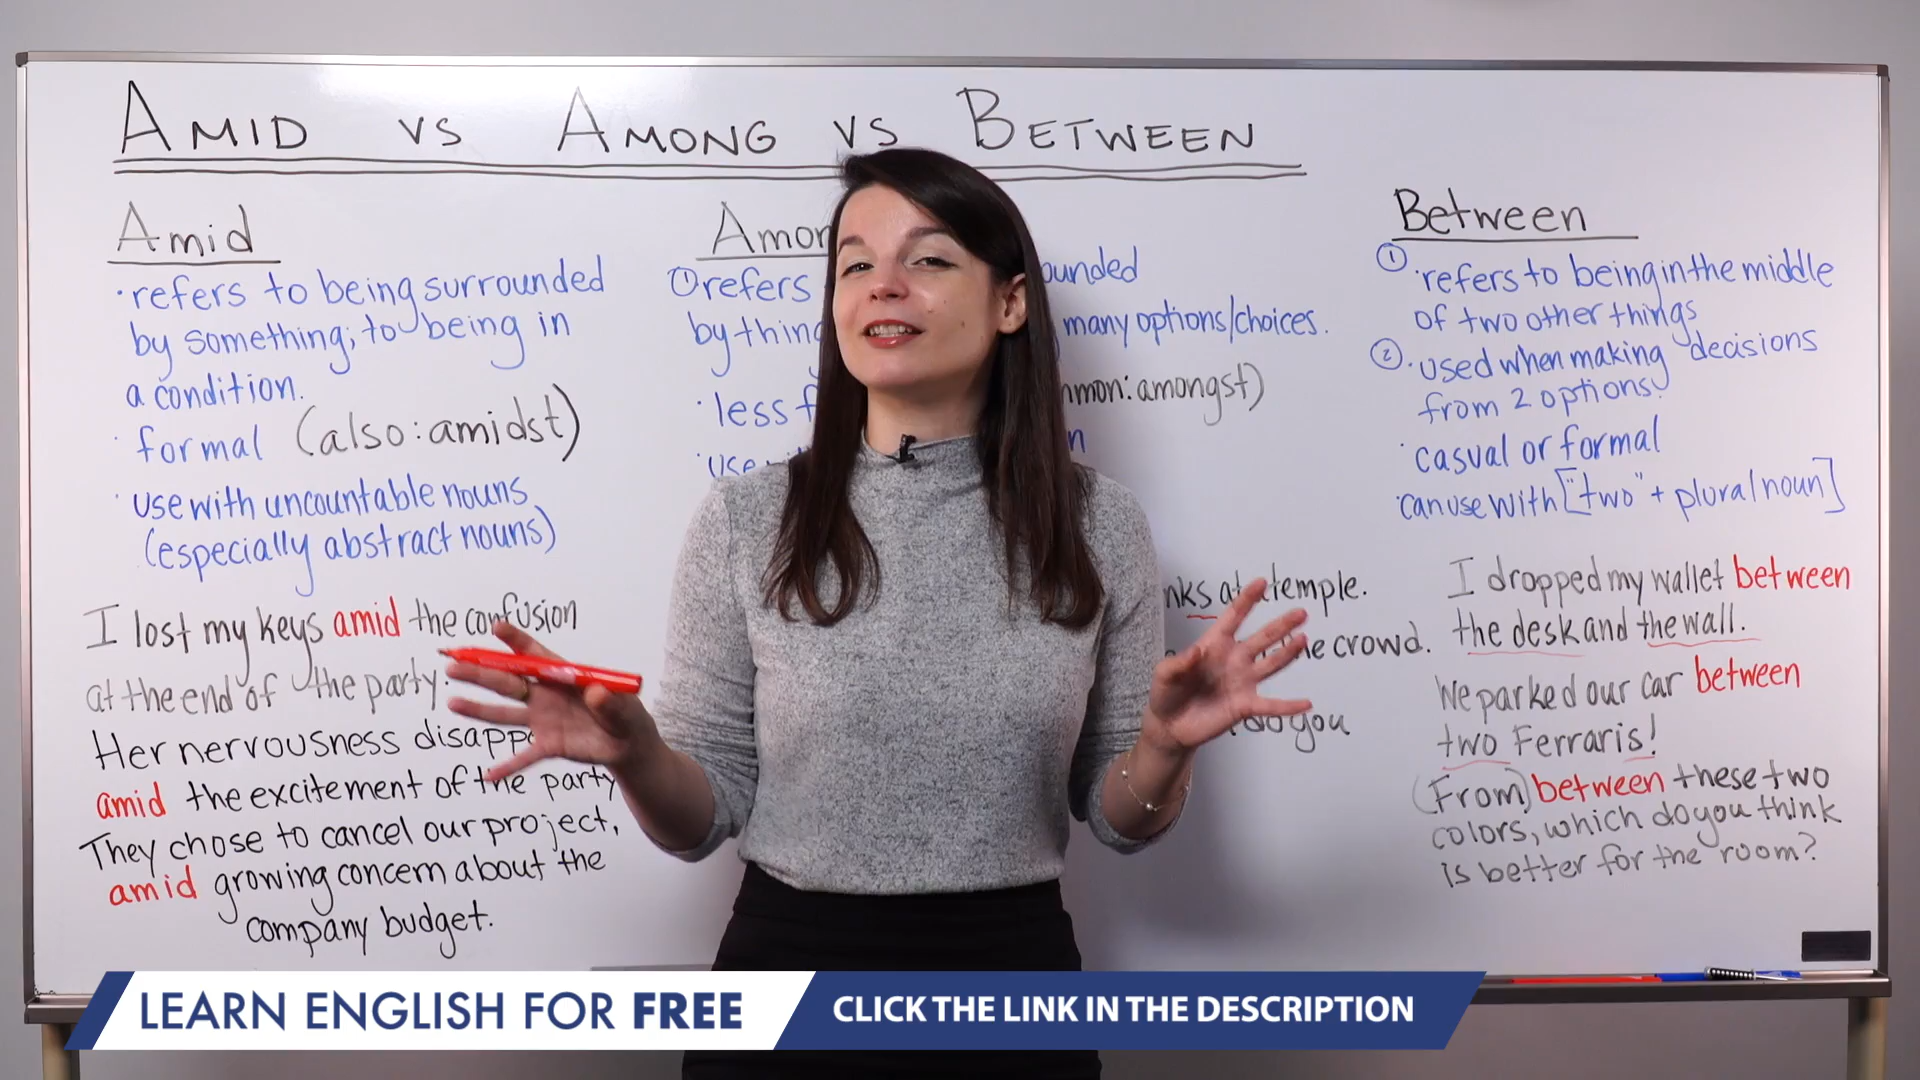 AMID VS AMONG VS BETWEEN
Amid
·refers to being surrounded
by something; to being in
a condition.
·formal (also: amidst)
·use with uncountable nouns
(especially abstract nouns)
I lost my keys amid the confusion
at the end of the party.
Her nervousness
amid the excitement of the party
They chose to cancel our project,
amid growing concern about the
company budget.
① refers
many options/choices.
· less
amongst)
·use
at a temple.
the crowd.
do you
Between
① ·refers to being in the middle
of two other things
② ·used when making decisions
from 2 options.
·casual or formal
·can use with ["two" + plural noun]
I dropped my wallet between
the desk and the wall.
We parked our car between
two Ferraris!
(From) between these two
colors, which do you think
is better for the room?
LEARN ENGLISH FOR FREE
CLICK THE LINK IN THE DESCRIPTION